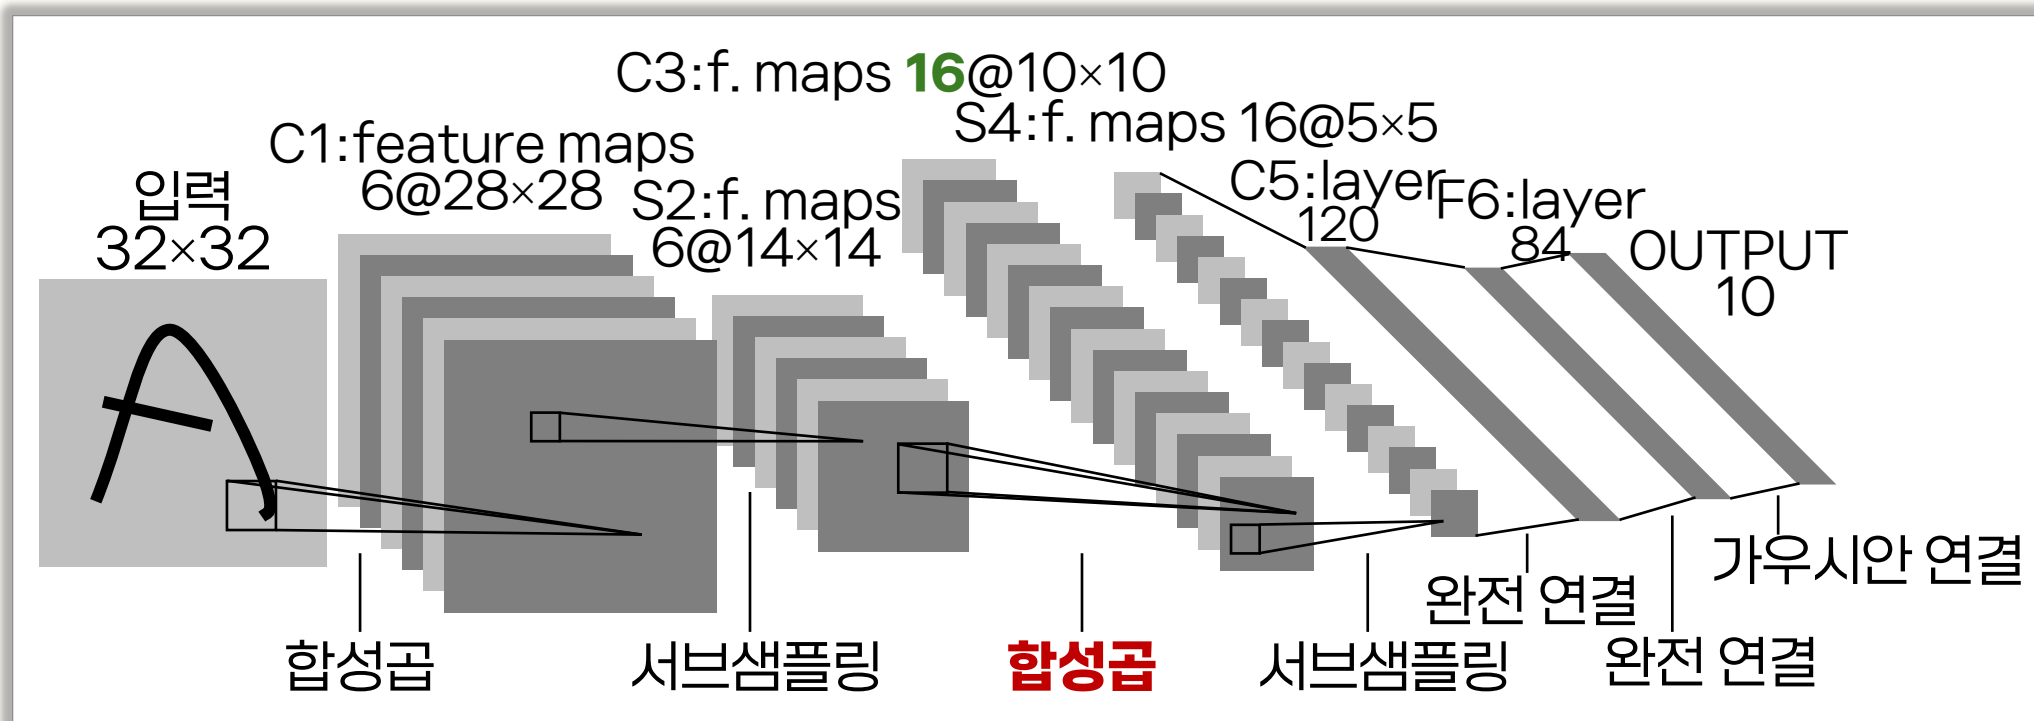 입력
32×32
C1:feature maps
6@28×28
S2:f. maps
6@14×14
C3:f. maps 16@10×10
S4:f. maps 16@5×5
C5:layer
120
F6:layer
84
OUTPUT
10
합성곱
서브샘플링
합성곱
서브샘플링
완전 연결
완전 연결
가우시안 연결